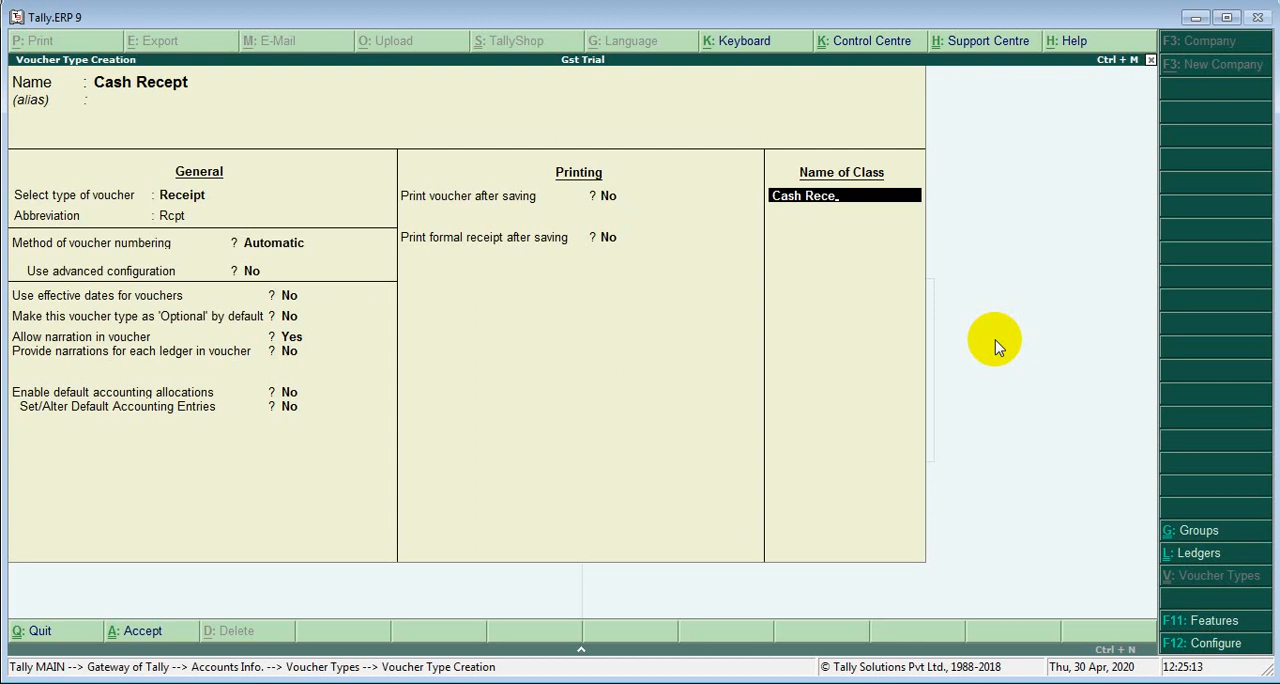 Tally.ERP 9
P: Print E: Export M: E-Mail O: Upload S: TallyShop G: Language K: Keyboard K: Control Centre H: Support Centre H: Help
F3: Company
F3: New Company
Voucher Type Creation Gst Trial Ctrl + M
Name : Cash Receipt
(alias) :
General
Select type of voucher : Receipt
Abbreviation : Rcpt
Method of voucher numbering ? Automatic
Use advanced configuration ? No
Use effective dates for vouchers ? No
Make this voucher type as 'Optional' by default ? No
Allow narration in voucher ? Yes
Provide narrations for each ledger in voucher ? No
Enable default accounting allocations ? No
Set/Alter Default Accounting Entries ? No
Printing
Print voucher after saving ? No
Print formal receipt after saving ? No
Name of Class
Cash Rece_
G: Groups
L: Ledgers
V: Voucher Types
F11: Features
F12: Configure
Q: Quit A: Accept D: Delete
Ctrl + N
Tally MAIN --> Gateway of Tally --> Accounts Info. --> Voucher Types --> Voucher Type Creation © Tally Solutions Pvt Ltd., 1988-2018 Thu, 30 Apr, 2020 12:25:13